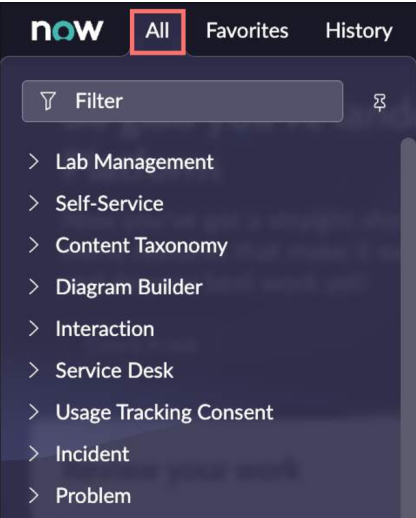 now All Favorites History
Filter
Lab Management
Self-Service
Content Taxonomy
Diagram Builder
Interaction
Service Desk
Usage Tracking Consent
Incident
Problem